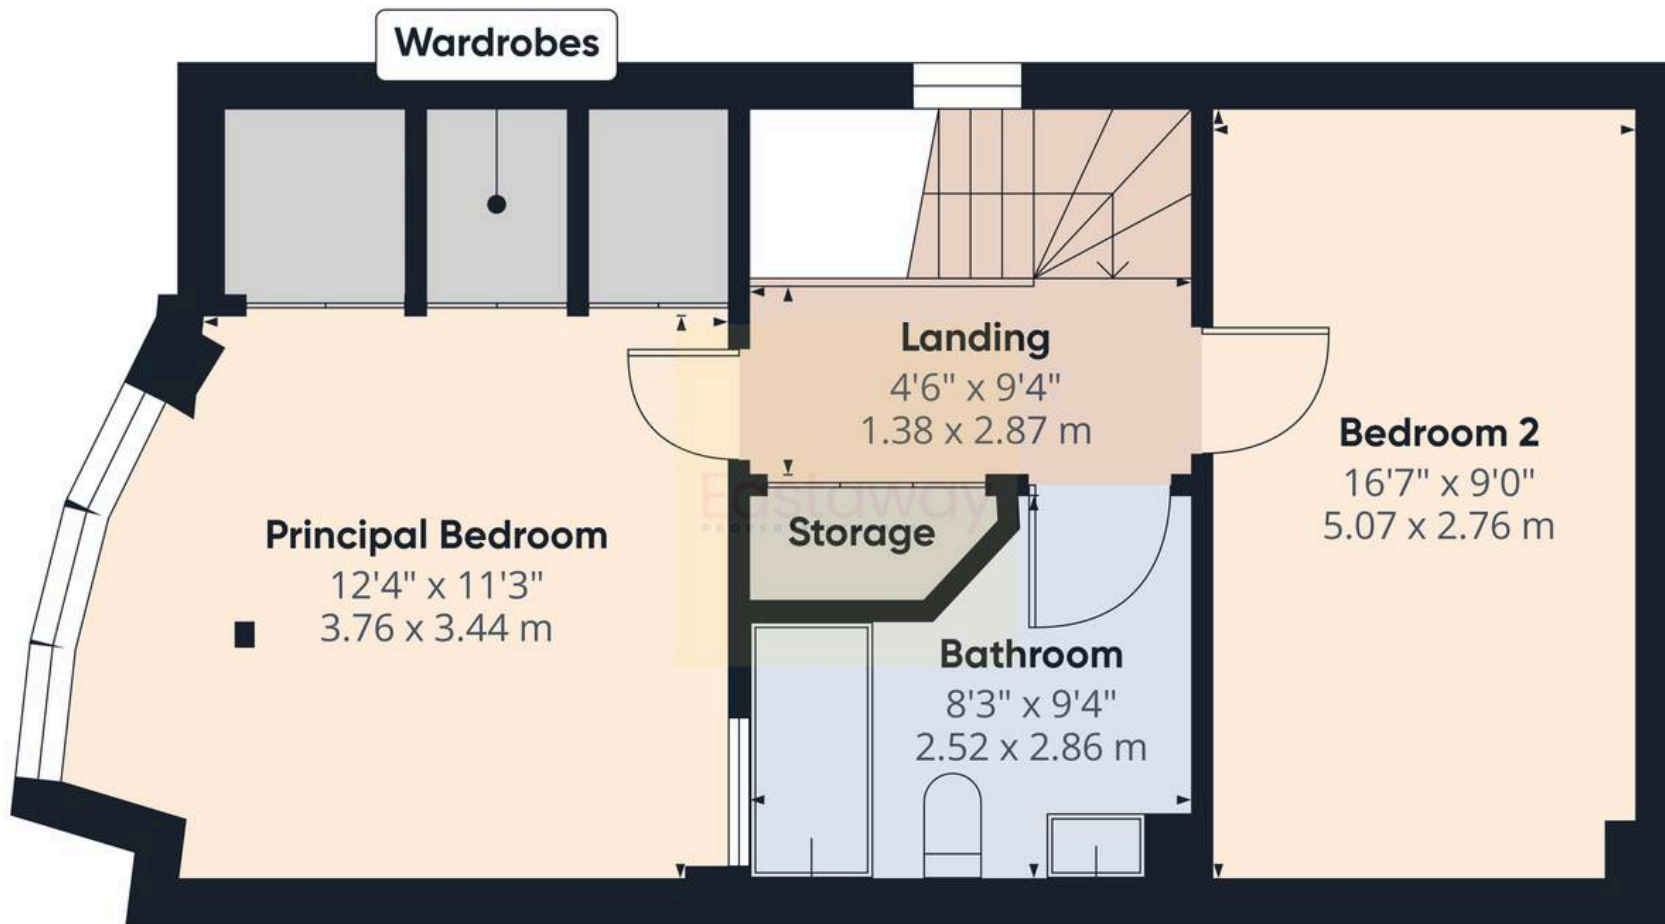 Wardrobes
Landing
4'6" x 9'4"
1.38 x 2.87 m
Bedroom 2
16'7" x 9'0"
5.07 x 2.76 m
Eastaway
Storage
Principal Bedroom
12'4" x 11'3"
3.76 x 3.44 m
Bathroom
8'3" x 9'4"
2.52 x 2.86 m